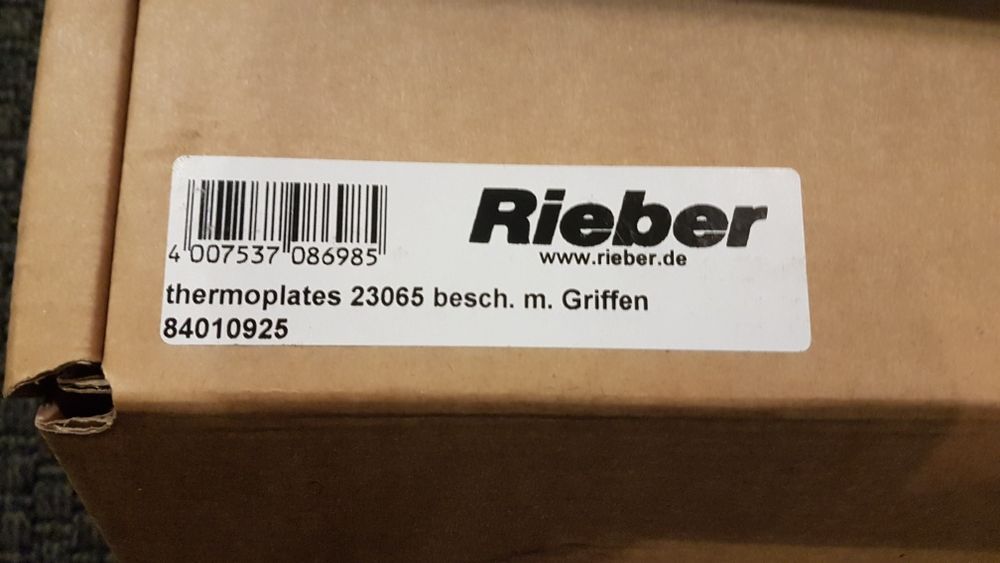 Rieber
www.rieber.de
4 007537 086985
thermoplates 23065 besch. m. Griffen
84010925